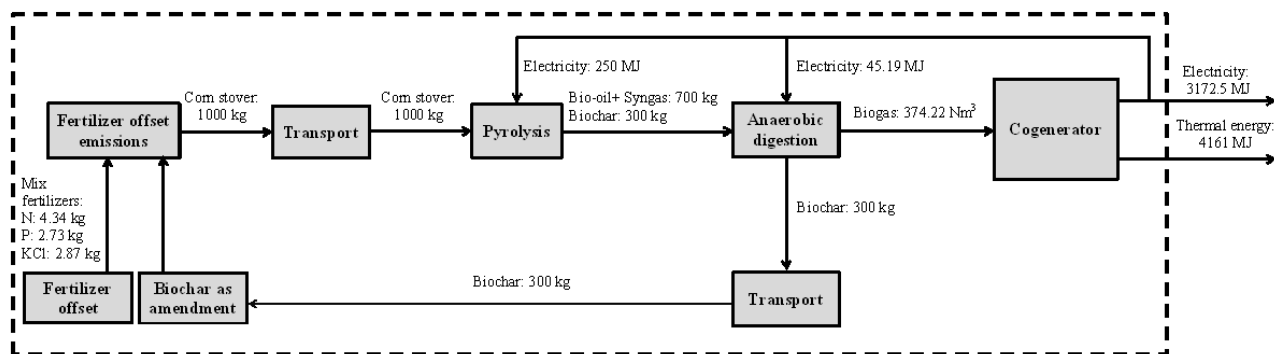 Electricity: 250 MJ
Electricity: 45.19 MJ
Electricity:
3172.5 MJ
Corn stover:
1000 kg
Corn stover:
1000 kg
Bio-oil+ Syngas: 700 kg
Biochar: 300 kg
Biogas: 374.22 Nm³
Fertilizer offset
emissions
Transport
Pyrolysis
Anaerobic
digestion
Cogenerator
Thermal energy:
4161 MJ
Mix
fertilizers:
N: 4.34 kg
P: 2.73 kg
KCl: 2.87 kg
Biochar: 300 kg
Fertilizer
offset
Biochar as
amendment
Biochar: 300 kg
Transport